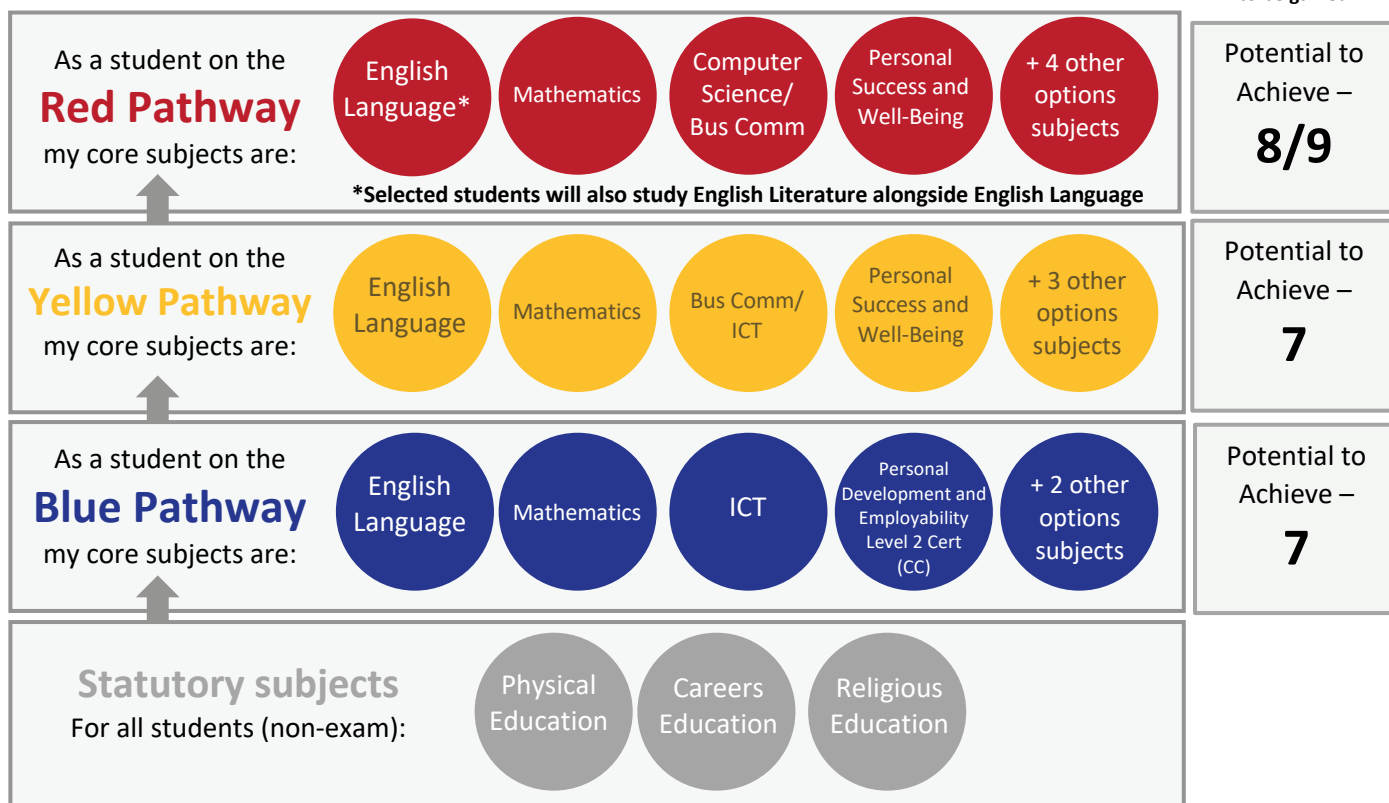 As a student on the
Red Pathway
my core subjects are:
English
Language*
Mathematics
Computer
Science/
Bus Comm
Personal
Success and
Well-Being
+ 4 other
options
subjects
*Selected students will also study English Literature alongside English Language
Potential to
Achieve –
8/9
As a student on the
Yellow Pathway
my core subjects are:
English
Language
Mathematics
Bus Comm/
ICT
Personal
Success and
Well-Being
+ 3 other
options
subjects
Potential to
Achieve –
7
As a student on the
Blue Pathway
my core subjects are:
English
Language
Mathematics
ICT
Personal
Development and
Employability
Level 2 Cert
(CC)
+ 2 other
options
subjects
Potential to
Achieve –
7
Statutory subjects
For all students (non-exam):
Physical
Education
Careers
Education
Religious
Education